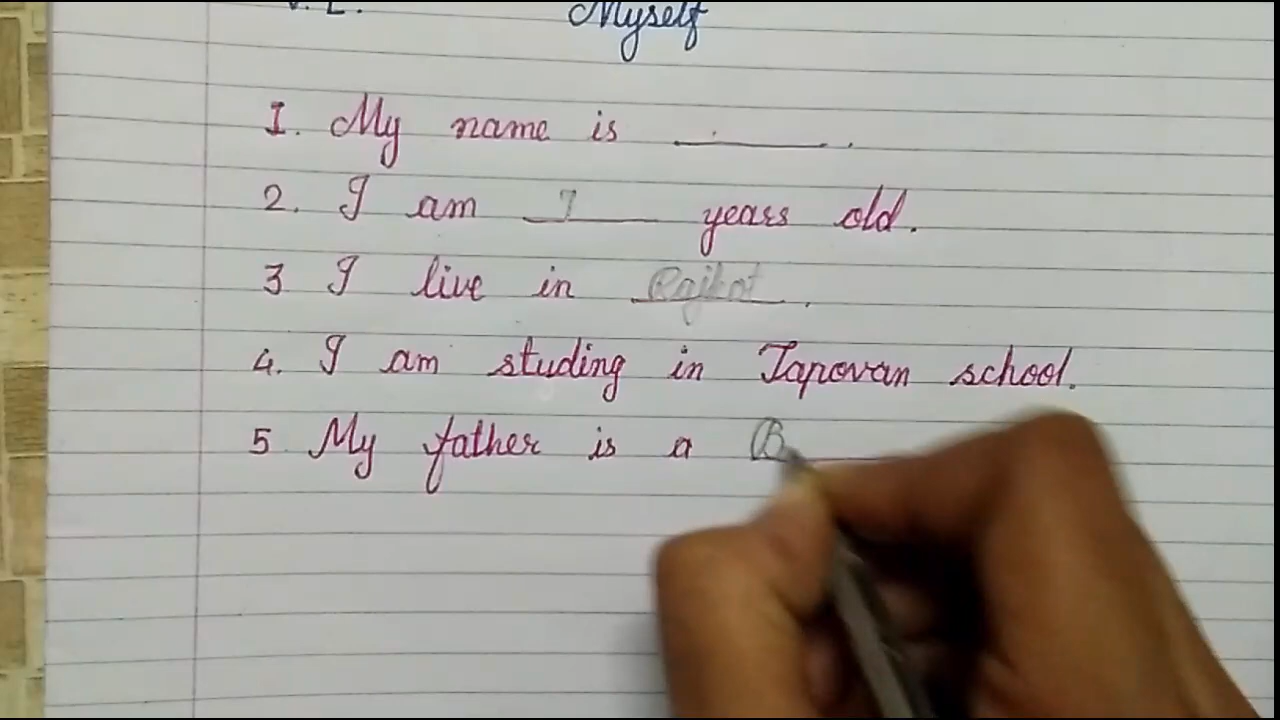 Myself
1. My name is ______.
2. I am 7 years old.
3 I live in Rajkot.
4. I am studing in Tapovan school.
5. My father is a B